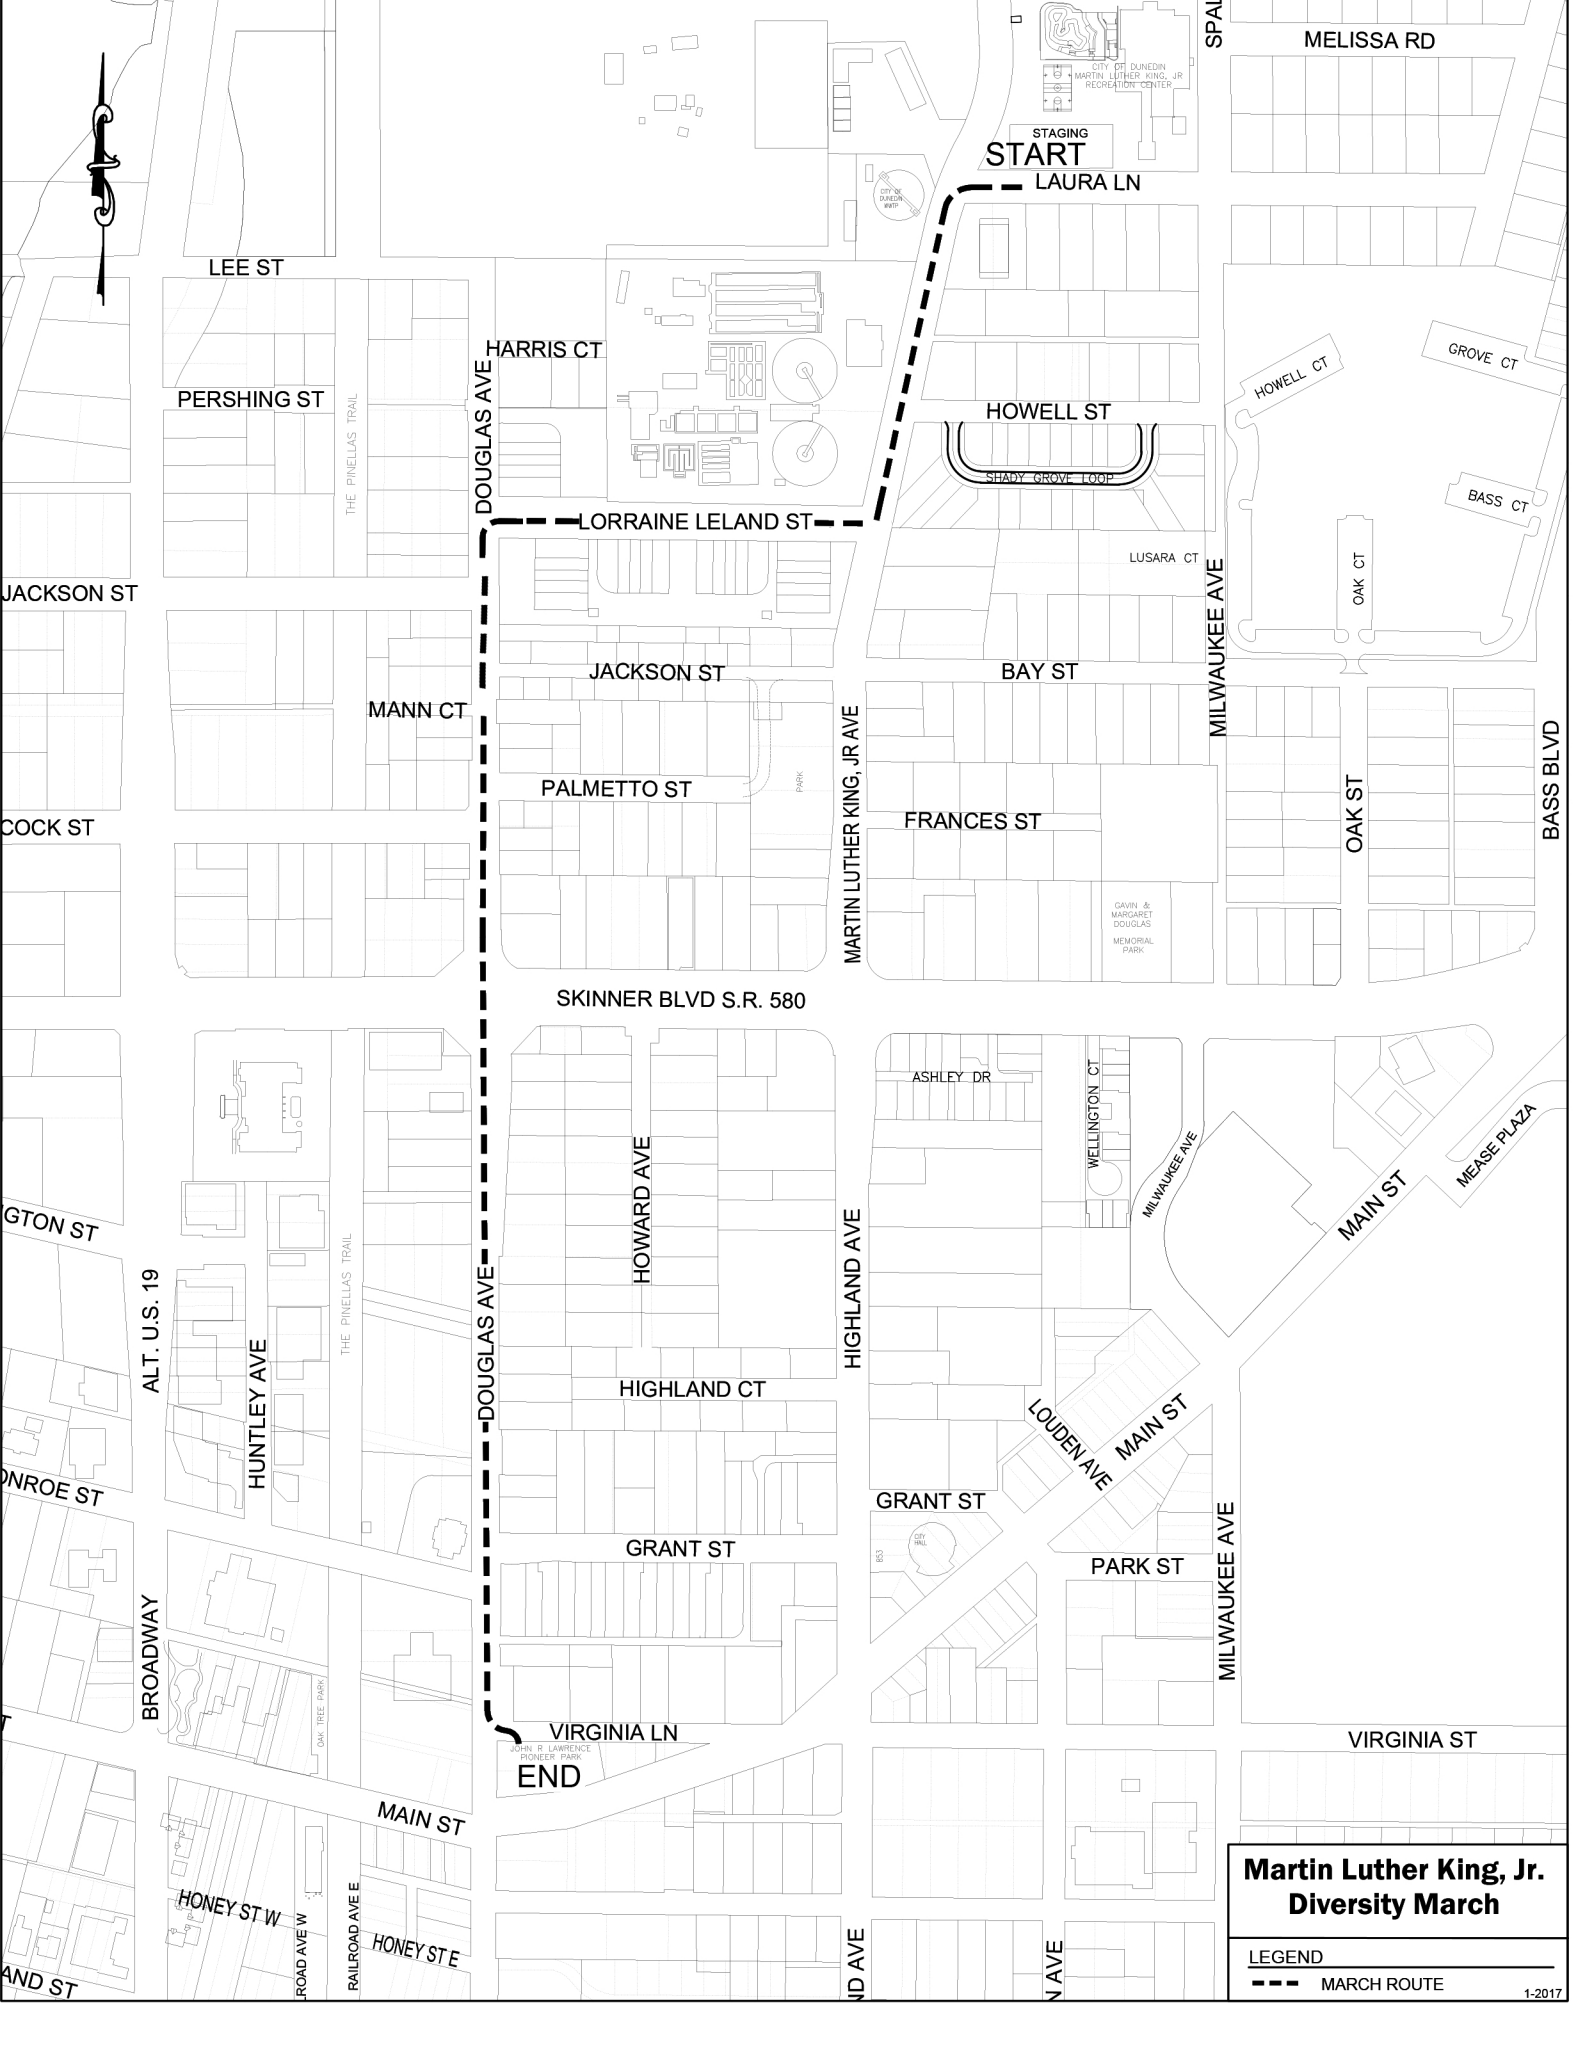 SPAL
MELISSA RD
CITY OF DUNEDIN
MARTIN LUTHER KING, JR
RECREATION CENTER
STAGING
START
LAURA LN
CITY OF
DUNEDIN
WWTP
LEE ST
HARRIS CT
DOUGLAS AVE
PERSHING ST
THE PINELLAS TRAIL
HOWELL CT
GROVE CT
HOWELL ST
SHADY GROVE LOOP
BASS CT
LORRAINE LELAND ST
LUSARA CT
OAK CT
MILWAUKEE AVE
JACKSON ST
JACKSON ST
BAY ST
MANN CT
MARTIN LUTHER KING, JR AVE
PARK
PALMETTO ST
BASS BLVD
OAK ST
COCK ST
FRANCES ST
GAVIN &
MARGARET
DOUGLAS
MEMORIAL
PARK
SKINNER BLVD S.R. 580
ASHLEY DR
WELLINGTON CT
MILWAUKEE AVE
MEASE PLAZA
MAIN ST
HOWARD AVE
HIGHLAND AVE
GTON ST
ALT. U.S. 19
THE PINELLAS TRAIL
DOUGLAS AVE
HUNTLEY AVE
HIGHLAND CT
LOUDEN AVE
MAIN ST
ONROE ST
GRANT ST
CITY
HALL
853
GRANT ST
PARK ST
MILWAUKEE AVE
BROADWAY
OAK TREE PARK
T
VIRGINIA LN
JOHN R LAWRENCE
PIONEER PARK
END
VIRGINIA ST
MAIN ST
HONEY ST W
LROAD AVE W
RAILROAD AVE E
HONEY ST E
AND ST
ND AVE
N AVE
Martin Luther King, Jr.
Diversity March
LEGEND
MARCH ROUTE
1-2017